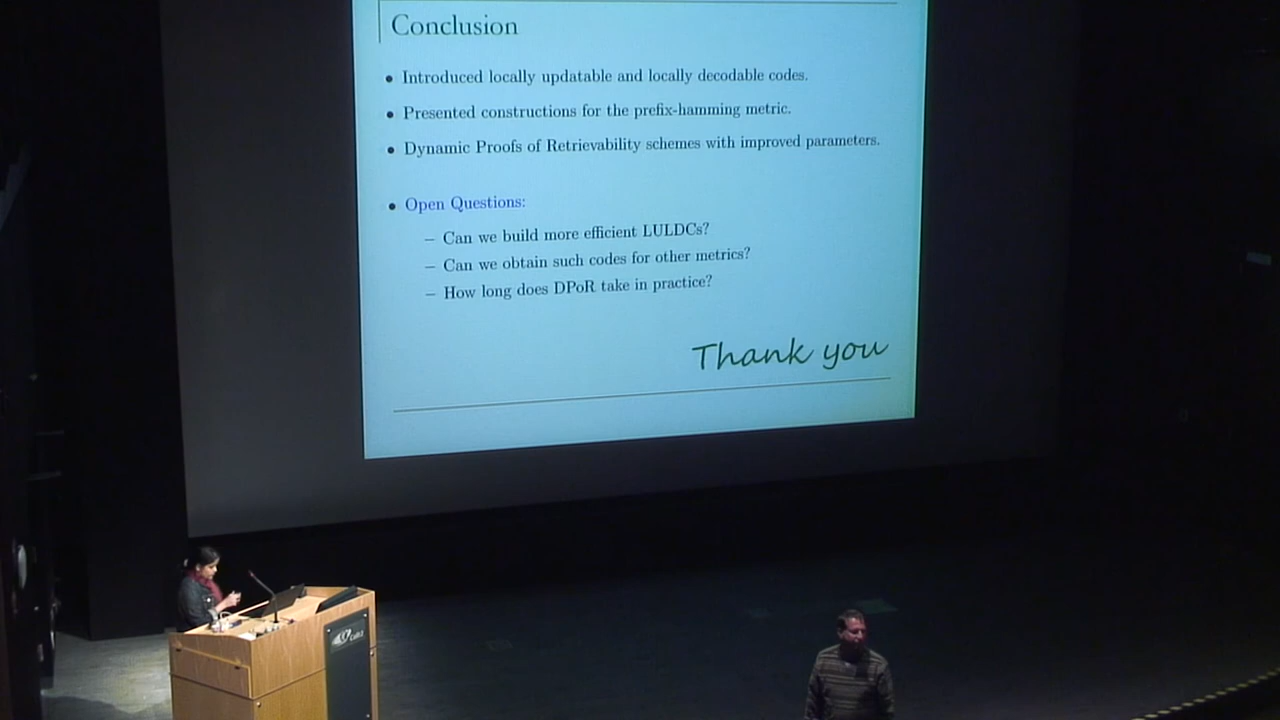 Conclusion
• Introduced locally updatable and locally decodable codes.
• Presented constructions for the prefix-hamming metric.
• Dynamic Proofs of Retrievability schemes with improved parameters.
• Open Questions:
– Can we build more efficient LULDCs?
– Can we obtain such codes for other metrics?
– How long does DPoR take in practice?
Thank you